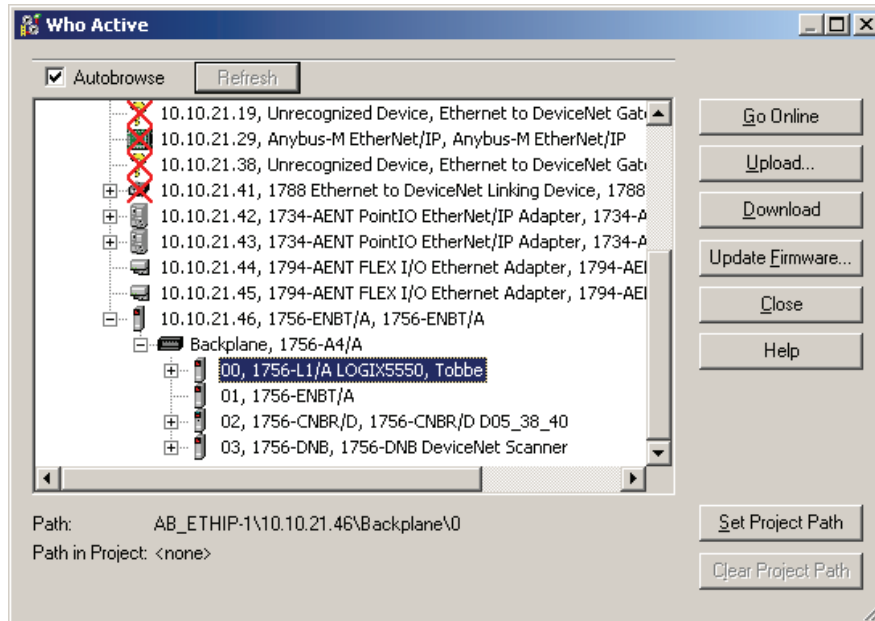 Who Active
Autobrowse Refresh
10.10.21.19, Unrecognized Device, Ethernet to DeviceNet Gat
10.10.21.29, Anybus-M EtherNet/IP, Anybus-M EtherNet/IP
10.10.21.38, Unrecognized Device, Ethernet to DeviceNet Gat
10.10.21.41, 1788 Ethernet to DeviceNet Linking Device, 1788
10.10.21.42, 1734-AENT PointIO EtherNet/IP Adapter, 1734-A
10.10.21.43, 1734-AENT PointIO EtherNet/IP Adapter, 1734-A
10.10.21.44, 1794-AENT FLEX I/O Ethernet Adapter, 1794-AE
10.10.21.45, 1794-AENT FLEX I/O Ethernet Adapter, 1794-AE
10.10.21.46, 1756-ENBT/A, 1756-ENBT/A
Backplane, 1756-A4/A
00, 1756-L1/A LOGIX5550, Tobbe
01, 1756-ENBT/A
02, 1756-CNBR/D, 1756-CNBR/D D05_38_40
03, 1756-DNB, 1756-DNB DeviceNet Scanner
Go Online
Upload...
Download
Update Firmware...
Close
Help
Path: AB_ETHIP-1\10.10.21.46\Backplane\0
Path in Project: <none>
Set Project Path
Clear Project Path